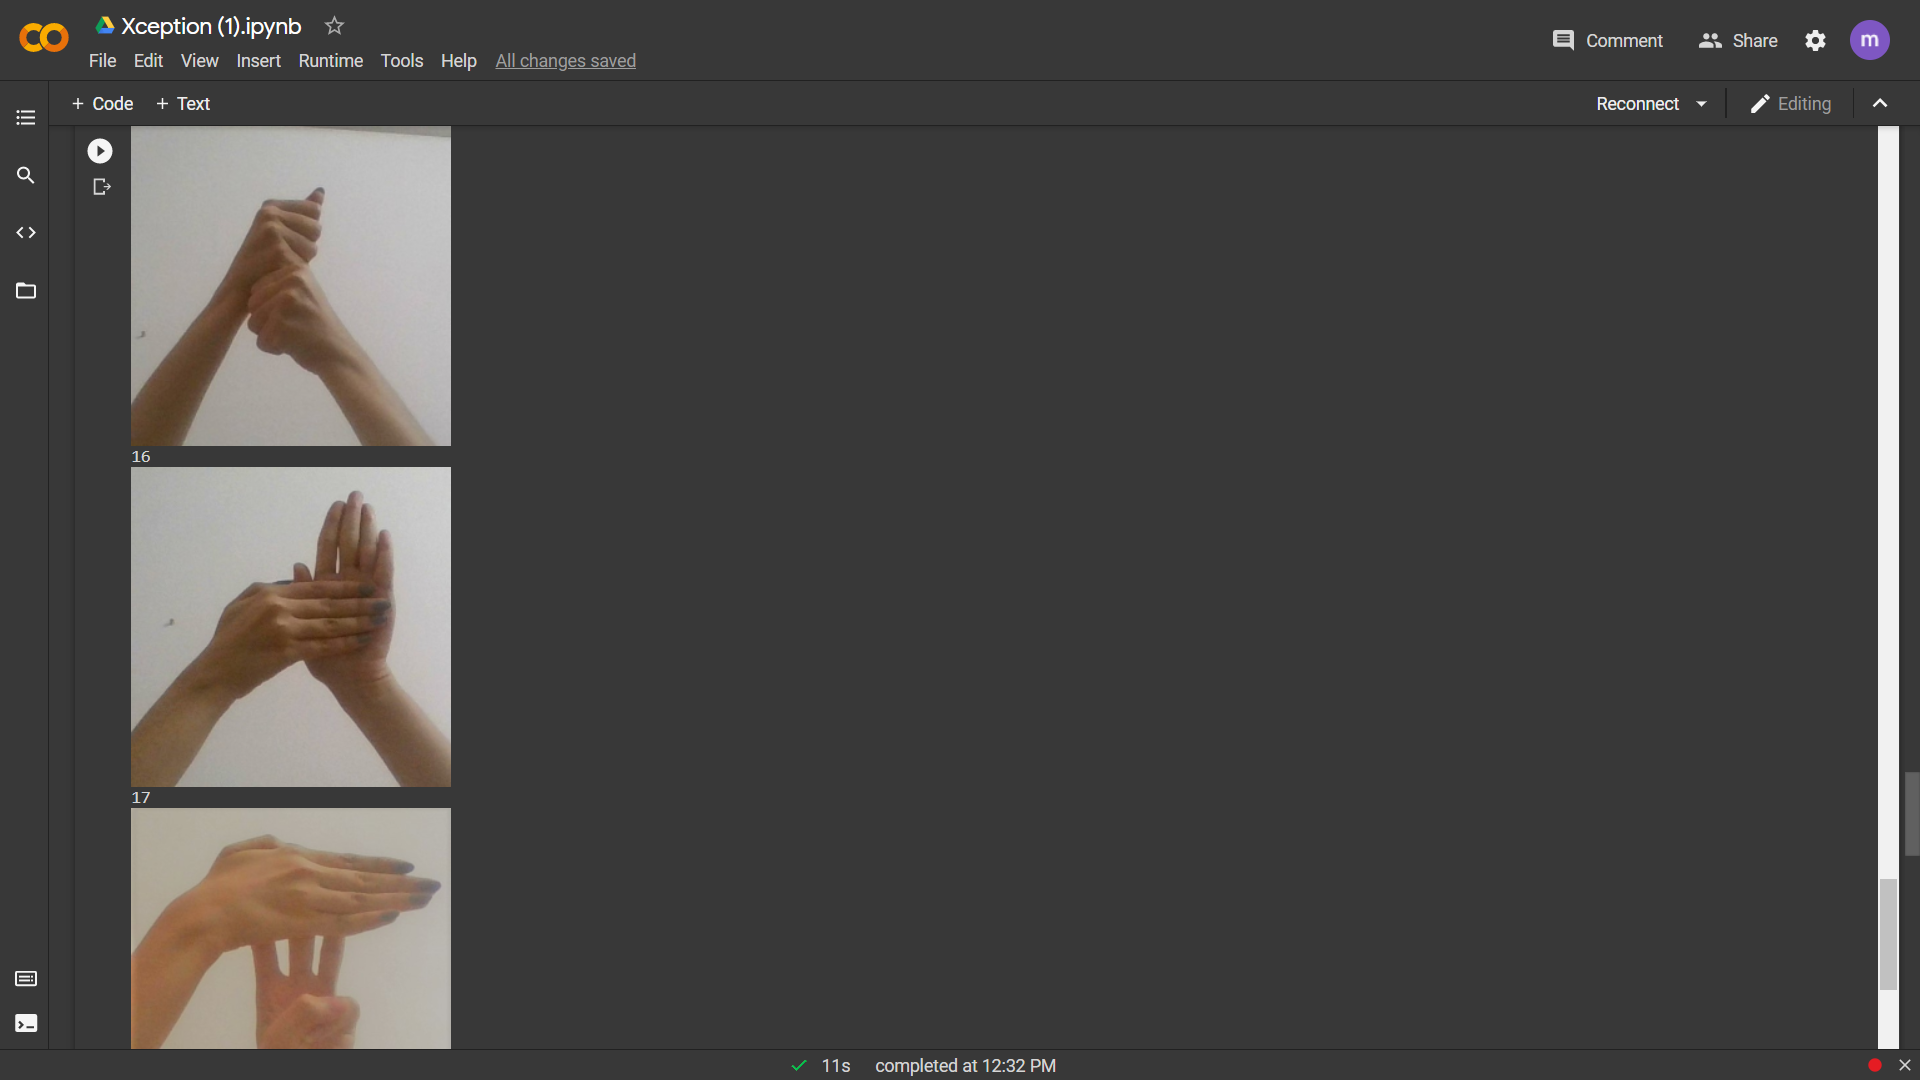 Xception (1).ipynb
File Edit View Insert Runtime Tools Help All changes saved
Comment Share m
+ Code + Text
Reconnect Editing
16
17
11s completed at 12:32 PM